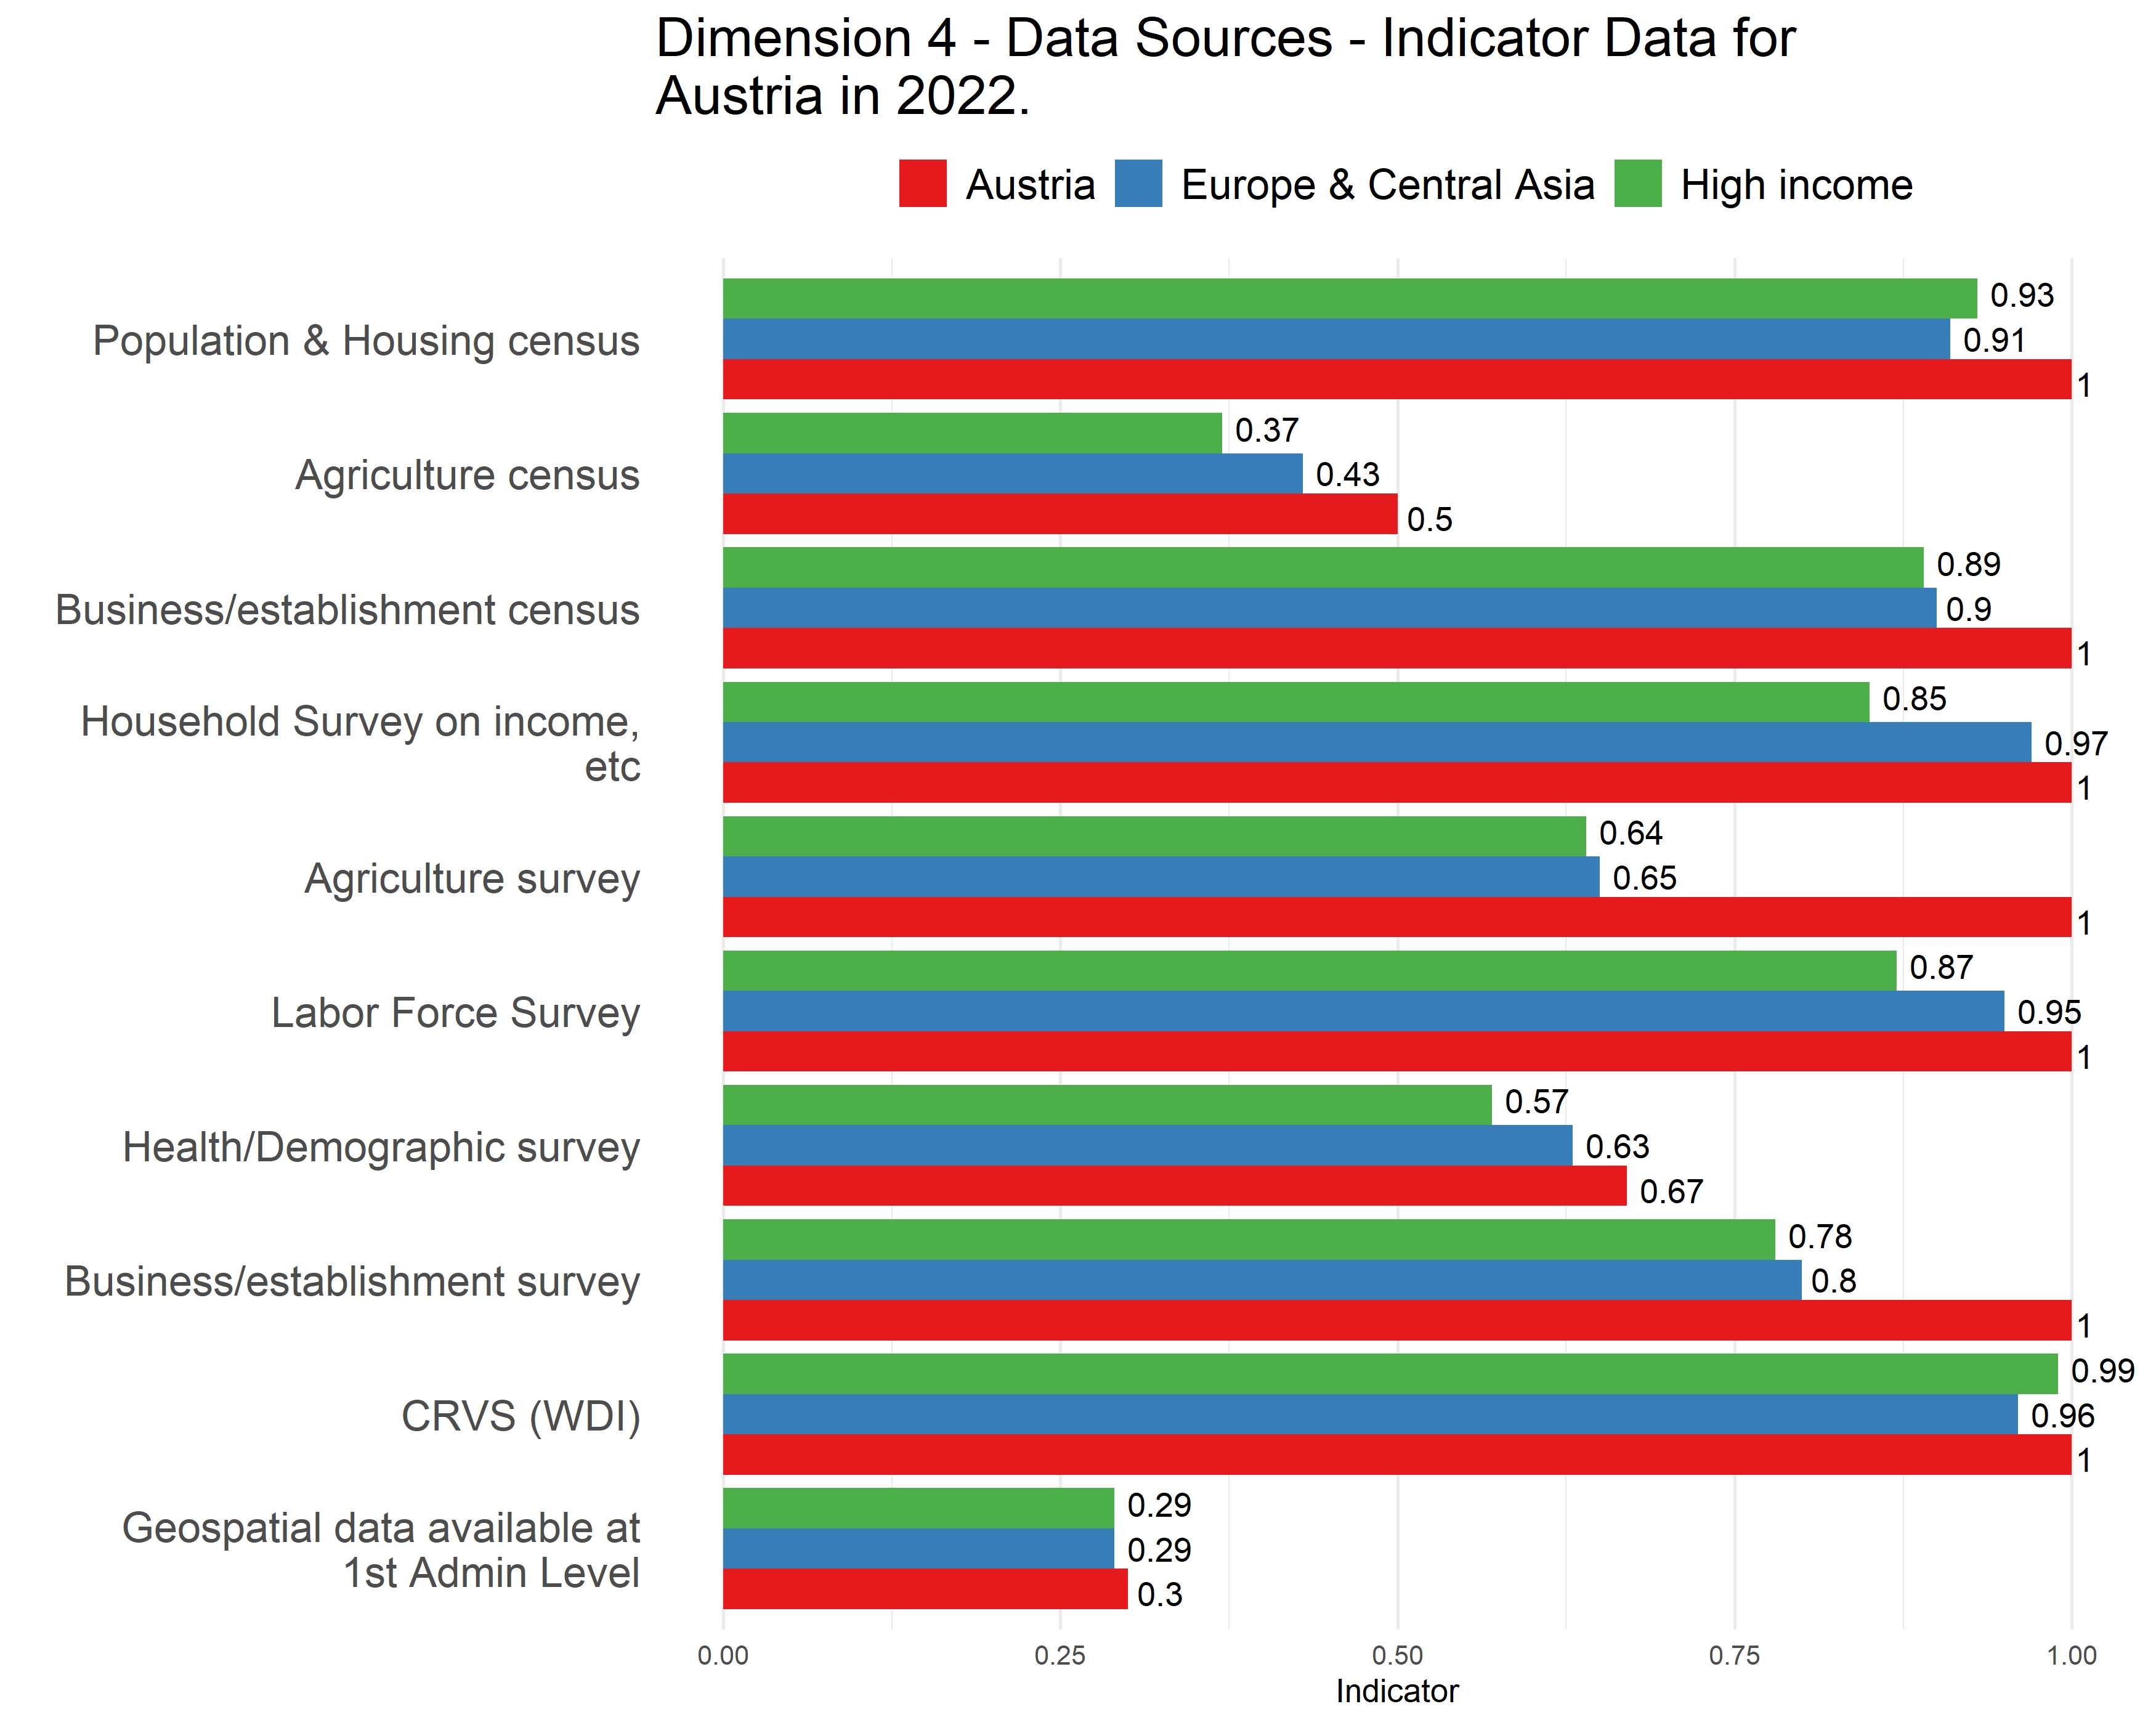 Dimension 4 - Data Sources - Indicator Data for
Austria in 2022.
Austria
Europe & Central Asia
High income
Population & Housing census
0.93
0.91
1
Agriculture census
0.37
0.43
0.5
Business/establishment census
0.89
0.9
1
Household Survey on income,
etc
0.85
0.97
1
Agriculture survey
0.64
0.65
1
Labor Force Survey
0.87
0.95
1
Health/Demographic survey
0.57
0.63
0.67
Business/establishment survey
0.78
0.8
1
CRVS (WDI)
0.99
0.96
1
Geospatial data available at
1st Admin Level
0.29
0.29
0.3
0.00
0.25
0.50
0.75
1.00
Indicator